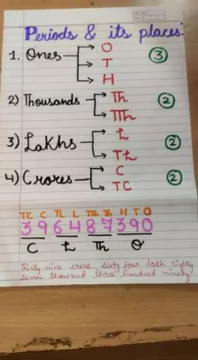 Periods & its places:
1. Ones → O
→ T
→ H
③
2) Thousands → Th
→ TTh
②
3) Lakhs → L
→ TL
②
4) Crores → C
→ TC
②
TC C TL L TTh Th H T O
3 9 6 4 8 7 3 9 0
C L Th O
Thirty nine crore sixty four lakh eighty
seven thousand three hundred ninety